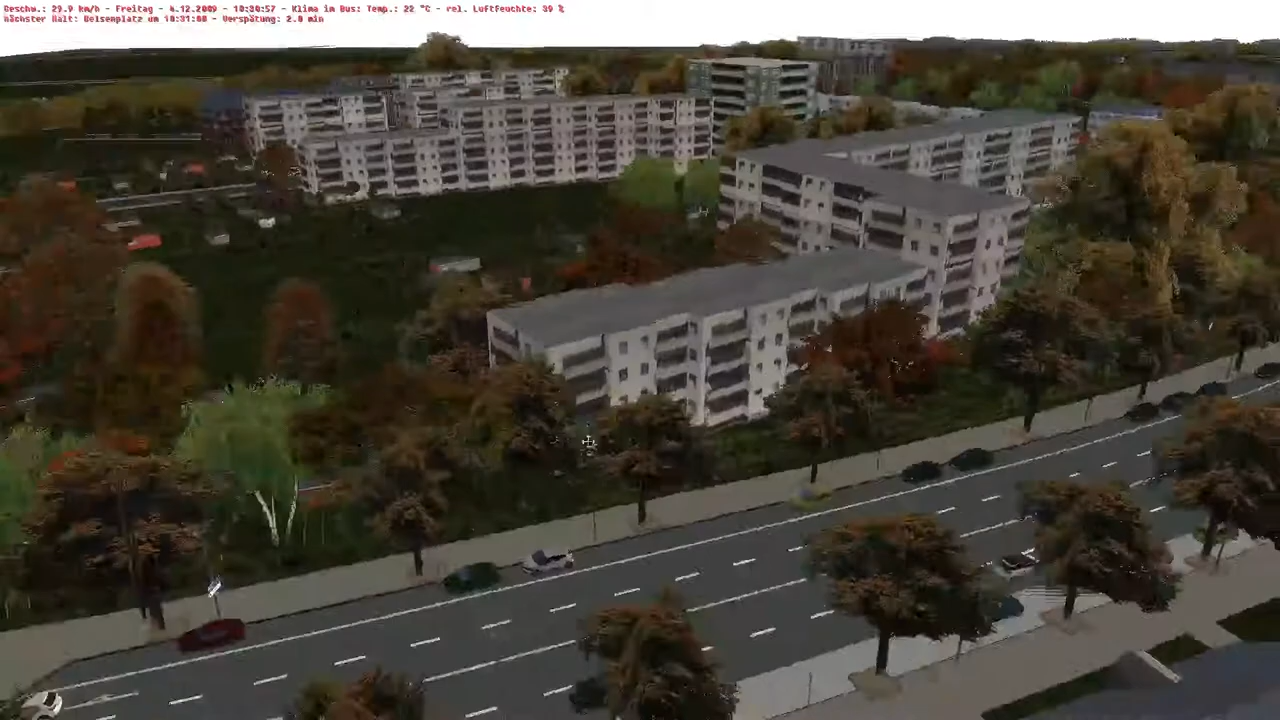 Geschw.: 29.9 km/h - Freitag - 4.12.2009 - 10:30:57 - Klima im Bus: Temp.: 22 °C - rel. Luftfeuchte: 39 %
nächster Halt: Beisenplatz um 10:31:00 - Verspätung: 2.0 min